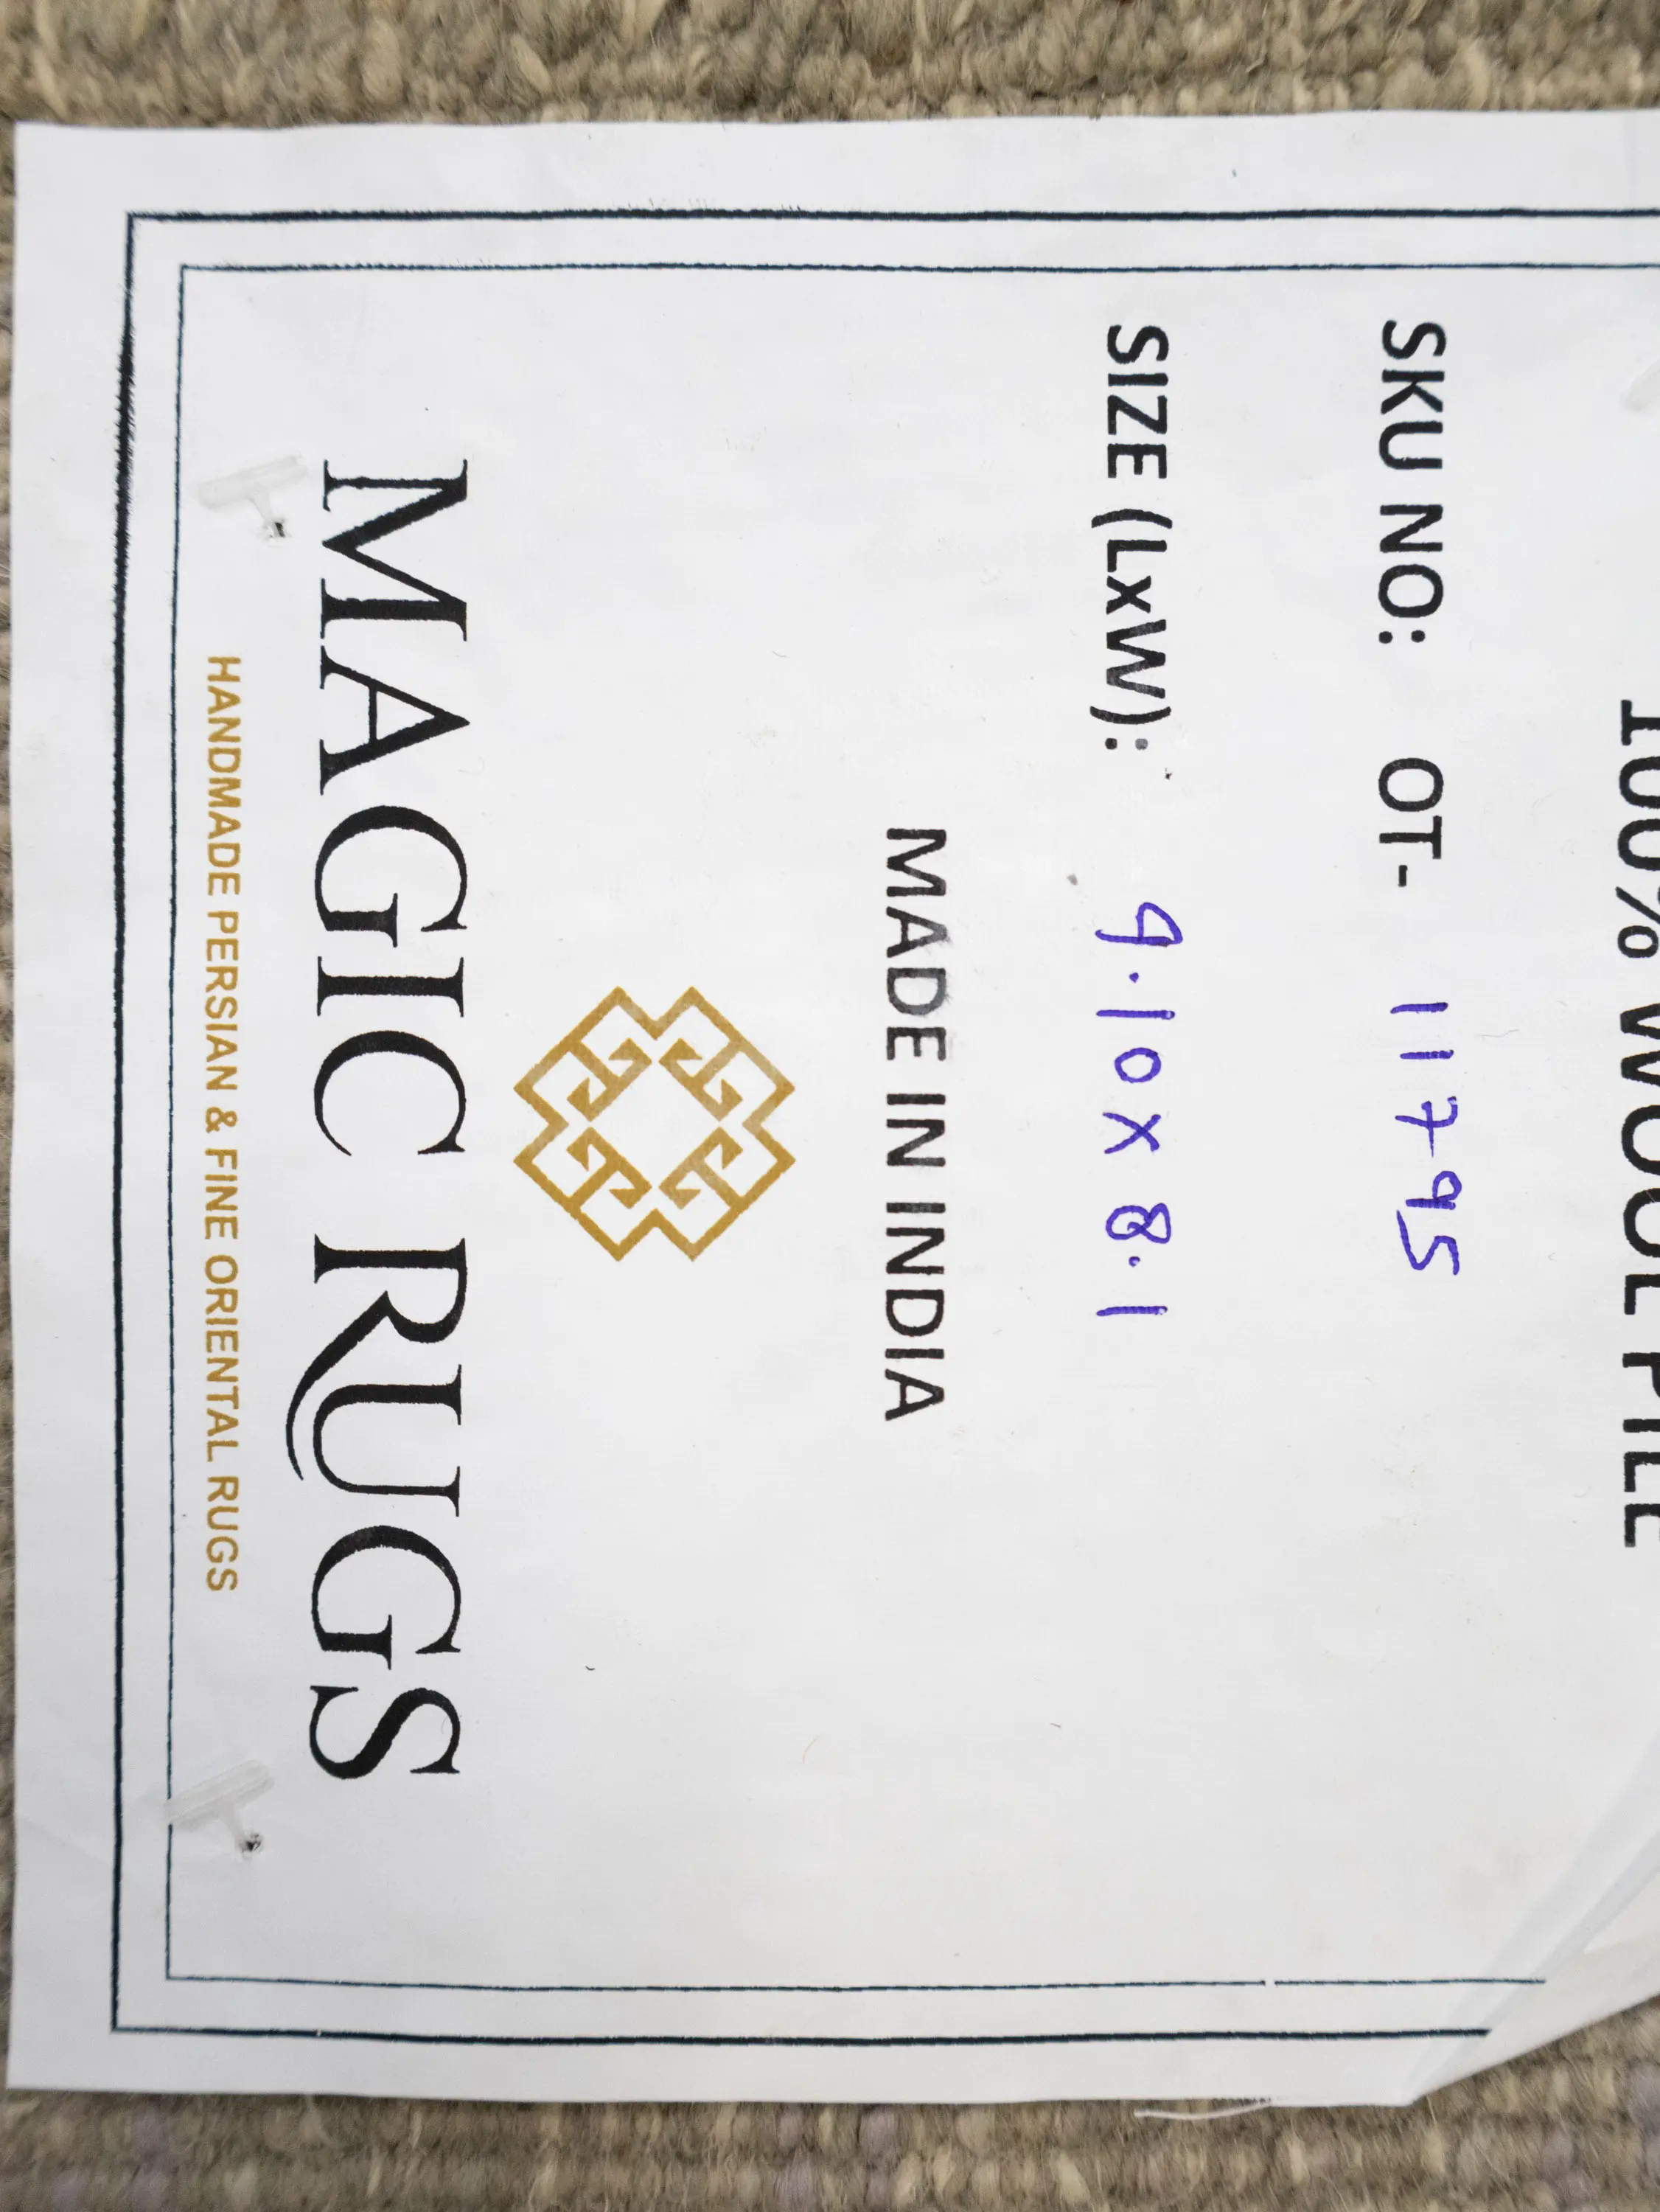 100% WOOL PILE
SKU NO: OT- 11795
SIZE (LxW): 9.10 X 8.1
MADE IN INDIA
MAGIC RUGS
HANDMADE PERSIAN & FINE ORIENTAL RUGS